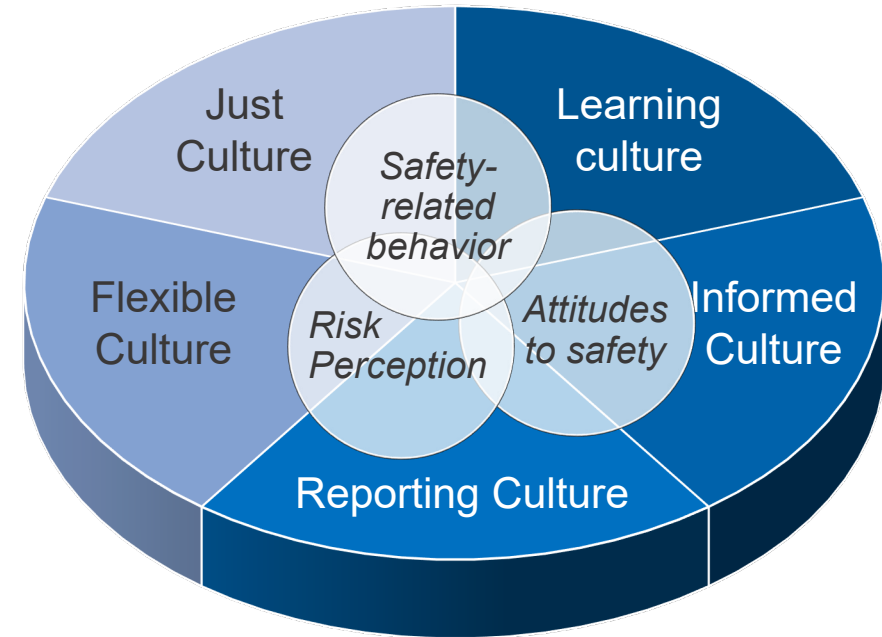 Just
Culture
Learning
culture
Safety-
related
behavior
Flexible
Culture
Risk
Perception
Attitudes
to safety
Informed
Culture
Reporting Culture